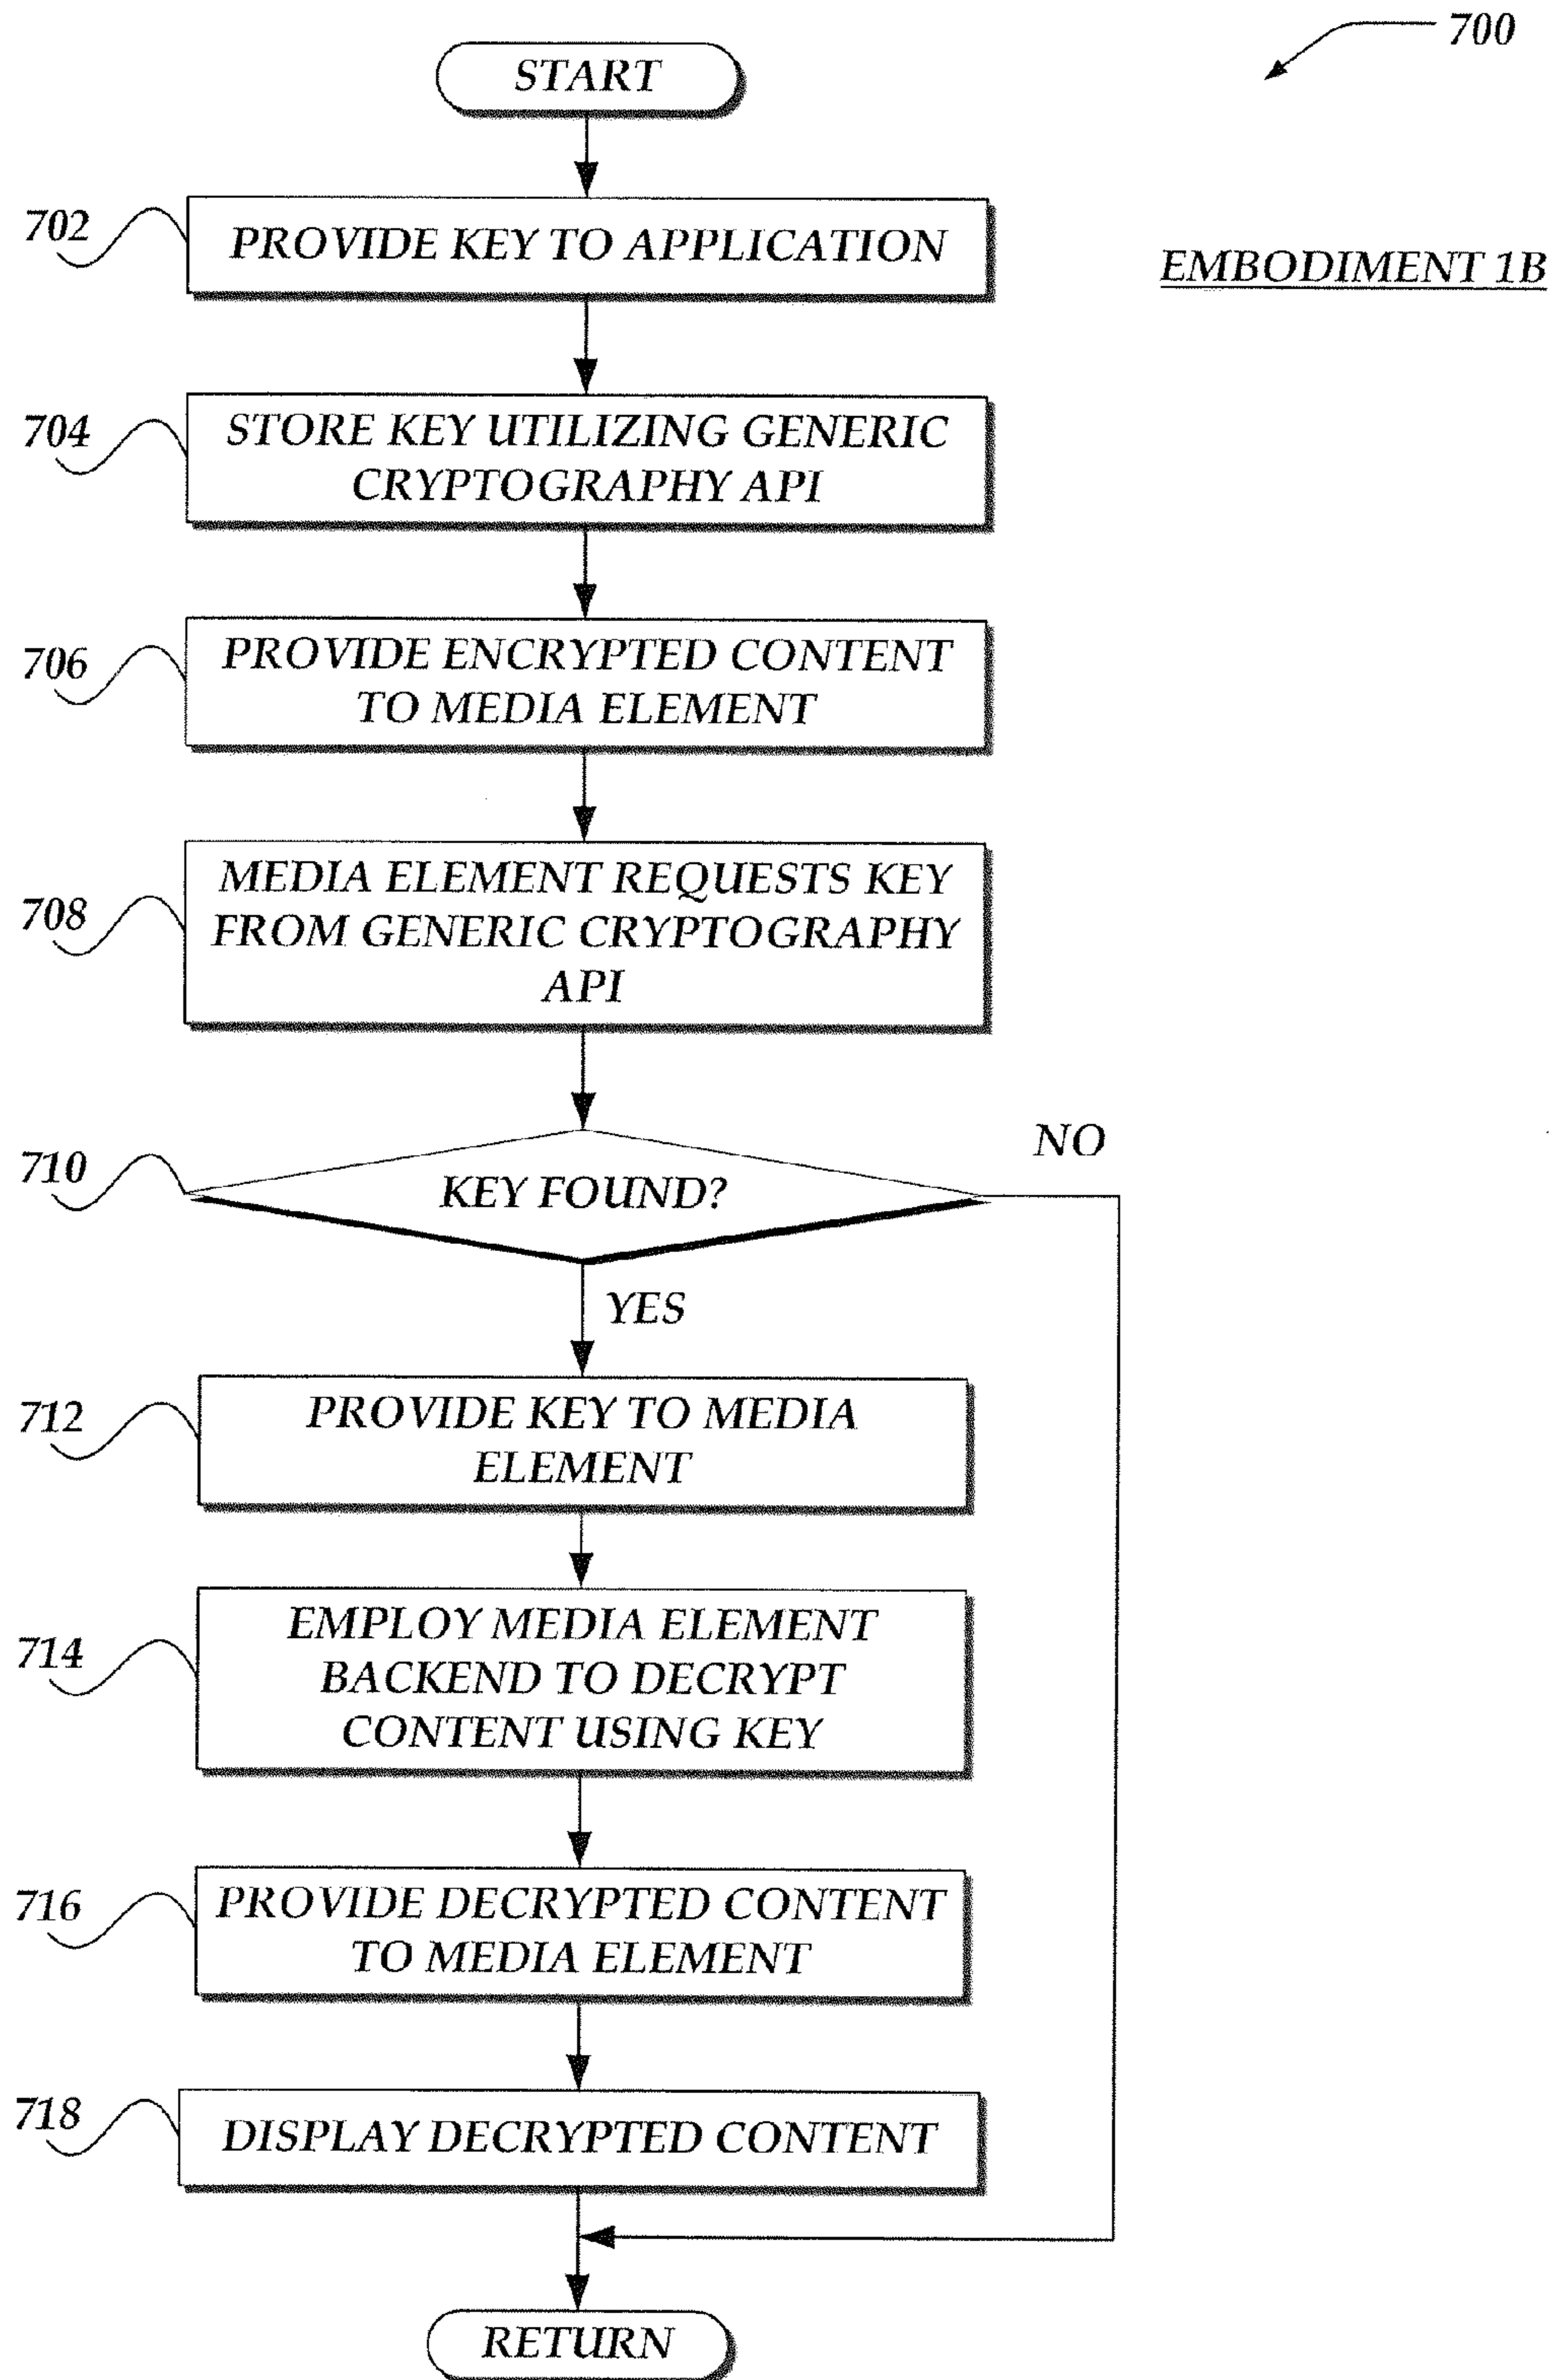 700
START
702
PROVIDE KEY TO APPLICATION
EMBODIMENT 1B
704
STORE KEY UTILIZING GENERIC
CRYPTOGRAPHY API
706
PROVIDE ENCRYPTED CONTENT
TO MEDIA ELEMENT
708
MEDIA ELEMENT REQUESTS KEY
FROM GENERIC CRYPTOGRAPHY
API
710
KEY FOUND?
NO
YES
712
PROVIDE KEY TO MEDIA
ELEMENT
714
EMPLOY MEDIA ELEMENT
BACKEND TO DECRYPT
CONTENT USING KEY
716
PROVIDE DECRYPTED CONTENT
TO MEDIA ELEMENT
718
DISPLAY DECRYPTED CONTENT
RETURN